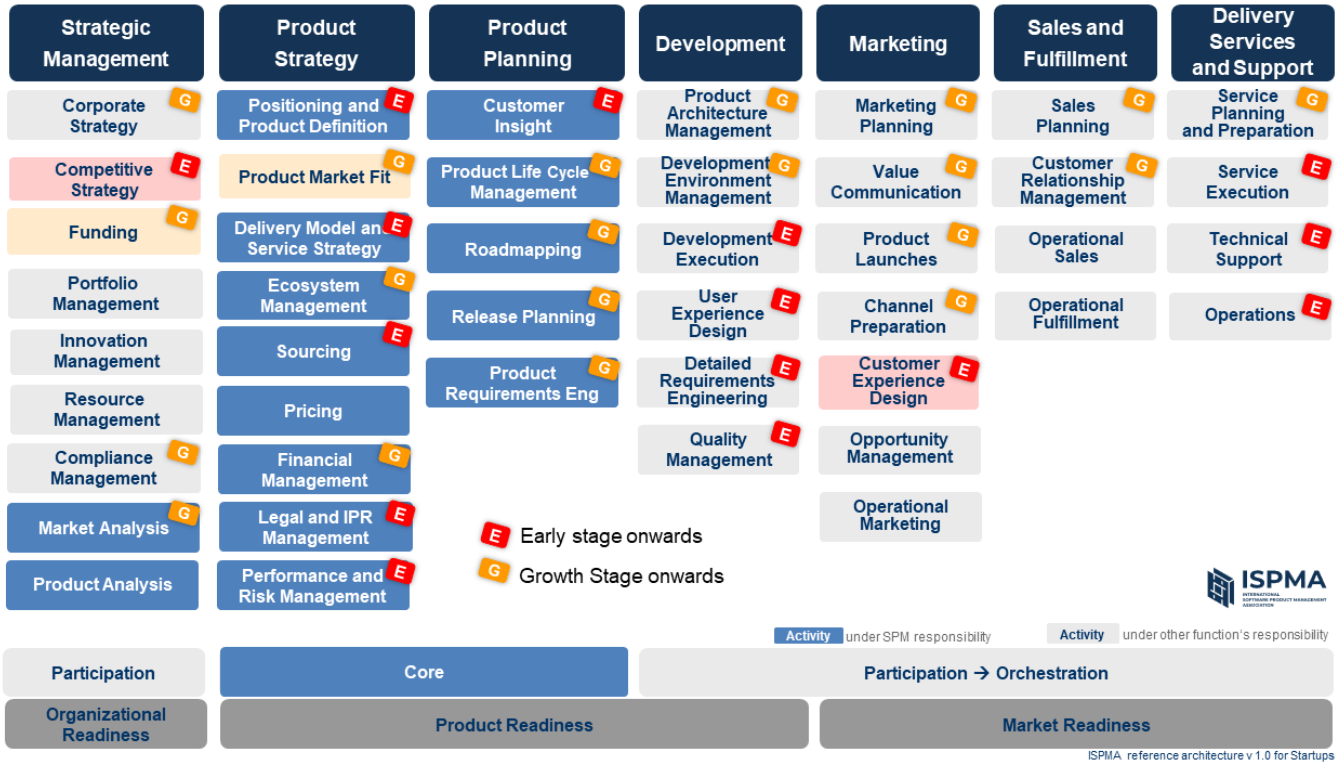 Strategic
Management
Product
Strategy
Product
Planning
Development
Marketing
Sales and
Fulfillment
Delivery
Services
and Support
Corporate
Strategy
G
Competitive
Strategy
E
Funding
G
Portfolio
Management
Innovation
Management
Resource
Management
Compliance
Management
G
Market Analysis
G
Product Analysis
Positioning and
Product Definition
E
Product Market Fit
G
Delivery Model and
Service Strategy
E
Ecosystem
Management
G
Sourcing
E
Pricing
Financial
Management
G
Legal and IPR
Management
E
Performance and
Risk Management
E
Customer
Insight
E
Product Life Cycle
Management
G
Roadmapping
G
Release Planning
G
Product
Requirements Eng
G
Product
Architecture
Management
G
Development
Environment
Management
G
Development
Execution
E
User
Experience
Design
E
Detailed
Requirements
Engineering
E
Quality
Management
E
Marketing
Planning
G
Value
Communication
G
Product
Launches
G
Channel
Preparation
G
Customer
Experience
Design
E
Opportunity
Management
Operational
Marketing
Sales
Planning
G
Customer
Relationship
Management
G
Operational
Sales
Operational
Fulfillment
Service
Planning
and Preparation
G
Service
Execution
E
Technical
Support
E
Operations
E
E Early stage onwards
G Growth Stage onwards
ISPMA
INTERNATIONAL
SOFTWARE PRODUCT MANAGEMENT
ASSOCIATION
Activity under SPM responsibility
Activity under other function's responsibility
Participation
Core
Participation → Orchestration
Organizational
Readiness
Product Readiness
Market Readiness
ISPMA reference architecture v 1.0 for Startups